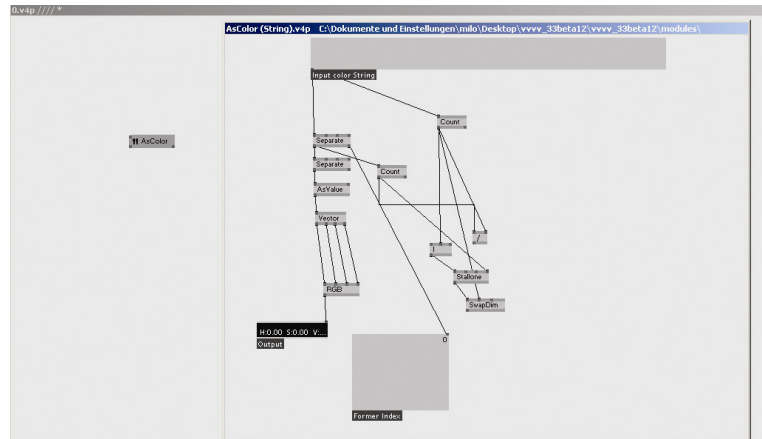 0.v4p //// *
AsColor (String).v4p C:\Dokumente und Einstellungen\milo\Desktop\vvvv_33beta12\vvvv_33beta12\modules\
Input color String
Count
!! AsColor
Separate
Separate
Count
AsValue
Vector
/
I
Stallone
RGB
SwapDim
H:0.00 S:0.00 V:...
Output
0
Former Index